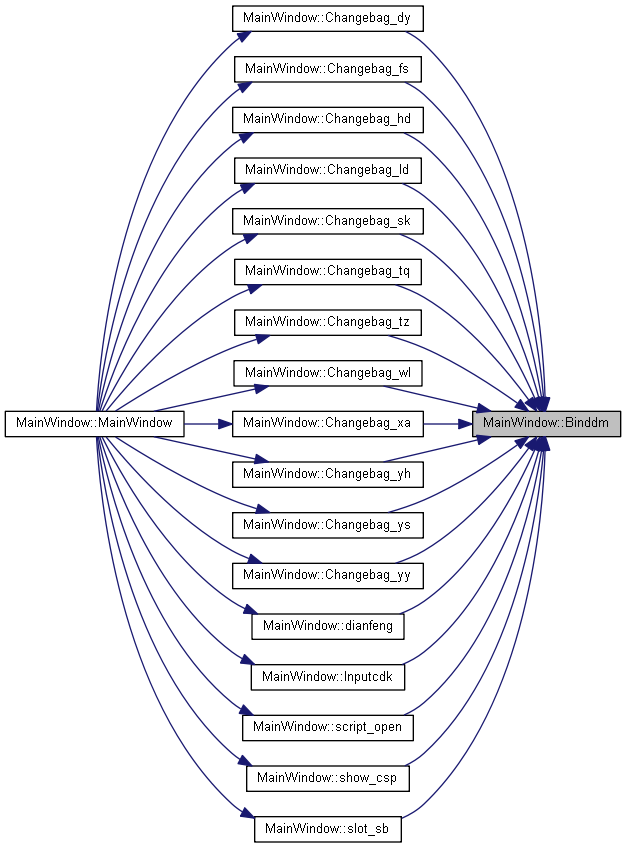 MainWindow::Changebag_dy
MainWindow::Changebag_fs
MainWindow::Changebag_hd
MainWindow::Changebag_ld
MainWindow::Changebag_sk
MainWindow::Changebag_tq
MainWindow::Changebag_tz
MainWindow::Changebag_wl
MainWindow::MainWindow
MainWindow::Changebag_xa
MainWindow::Binddm
MainWindow::Changebag_yh
MainWindow::Changebag_ys
MainWindow::Changebag_yy
MainWindow::dianfeng
MainWindow::Inputcdk
MainWindow::script_open
MainWindow::show_csp
MainWindow::slot_sb